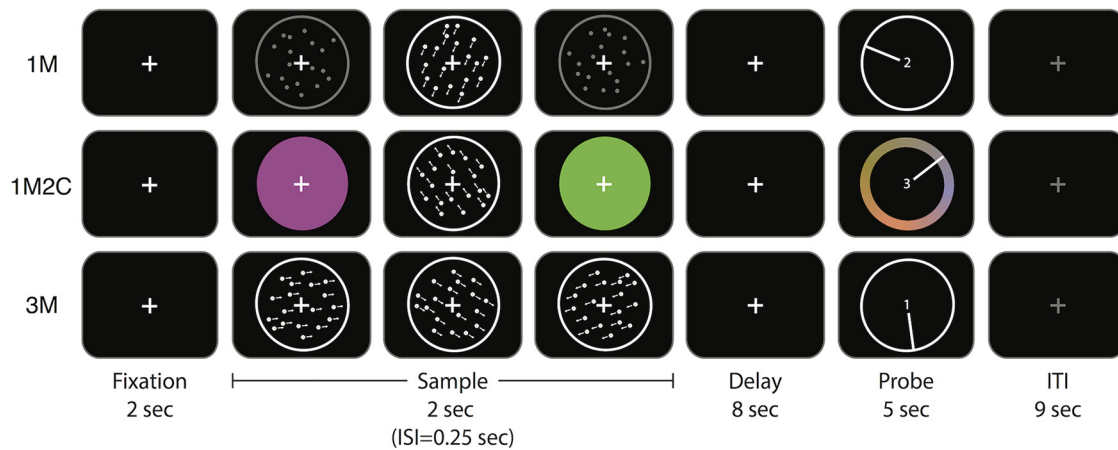 1M
2
1M2C
3
3M
1
Fixation
2 sec
Sample
2 sec
(ISI=0.25 sec)
Delay
8 sec
Probe
5 sec
ITI
9 sec